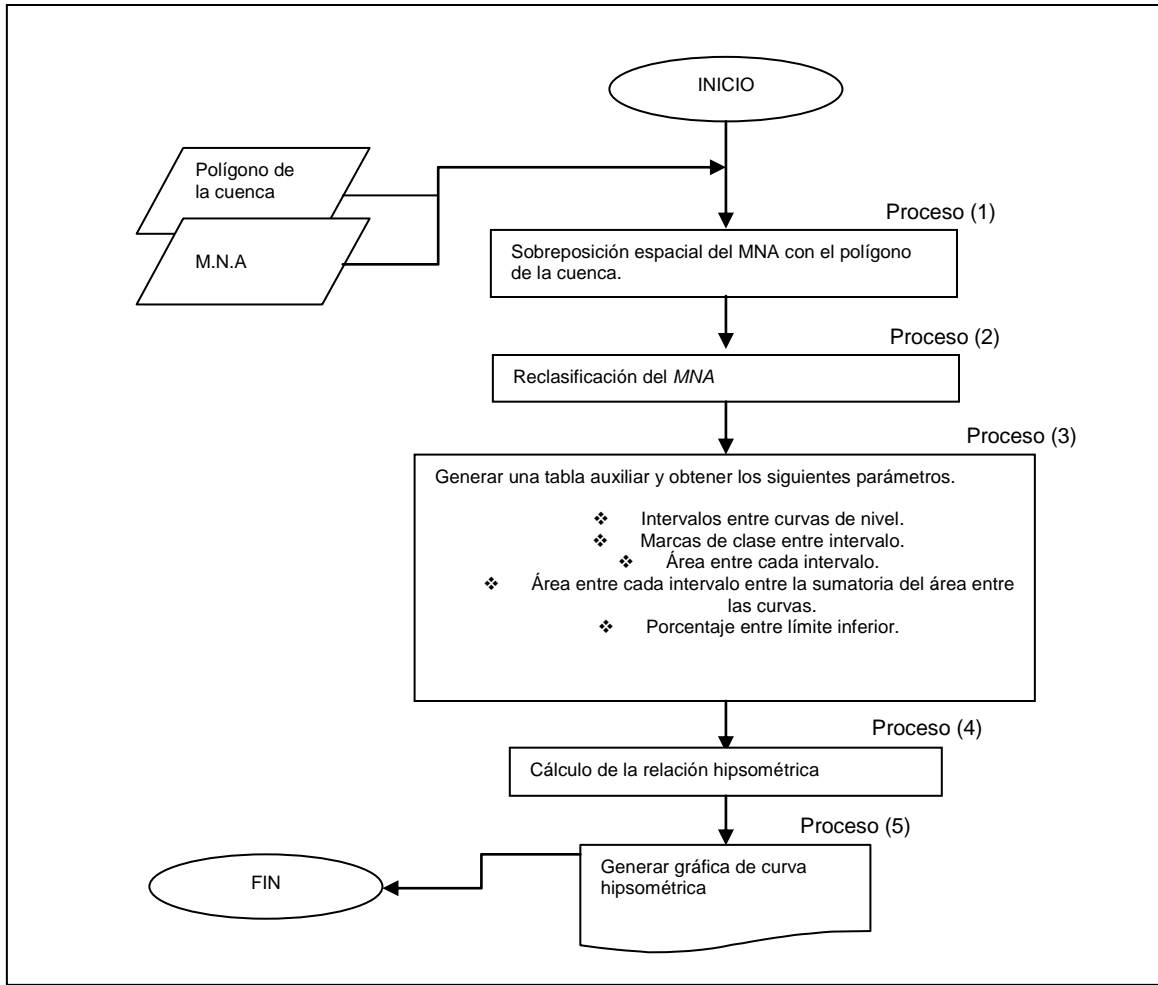 INICIO
Polígono de
la cuenca
M.N.A
Proceso (1)
Sobreposición espacial del MNA con el polígono
de la cuenca.
Proceso (2)
Reclasificación del MNA
Proceso (3)
Generar una tabla auxiliar y obtener los siguientes parámetros.
❖ Intervalos entre curvas de nivel.
❖ Marcas de clase entre intervalo.
❖ Área entre cada intervalo.
❖ Área entre cada intervalo entre la sumatoria del área entre
las curvas.
❖ Porcentaje entre límite inferior.
Proceso (4)
Cálculo de la relación hipsométrica
Proceso (5)
Generar gráfica de curva
hipsométrica
FIN